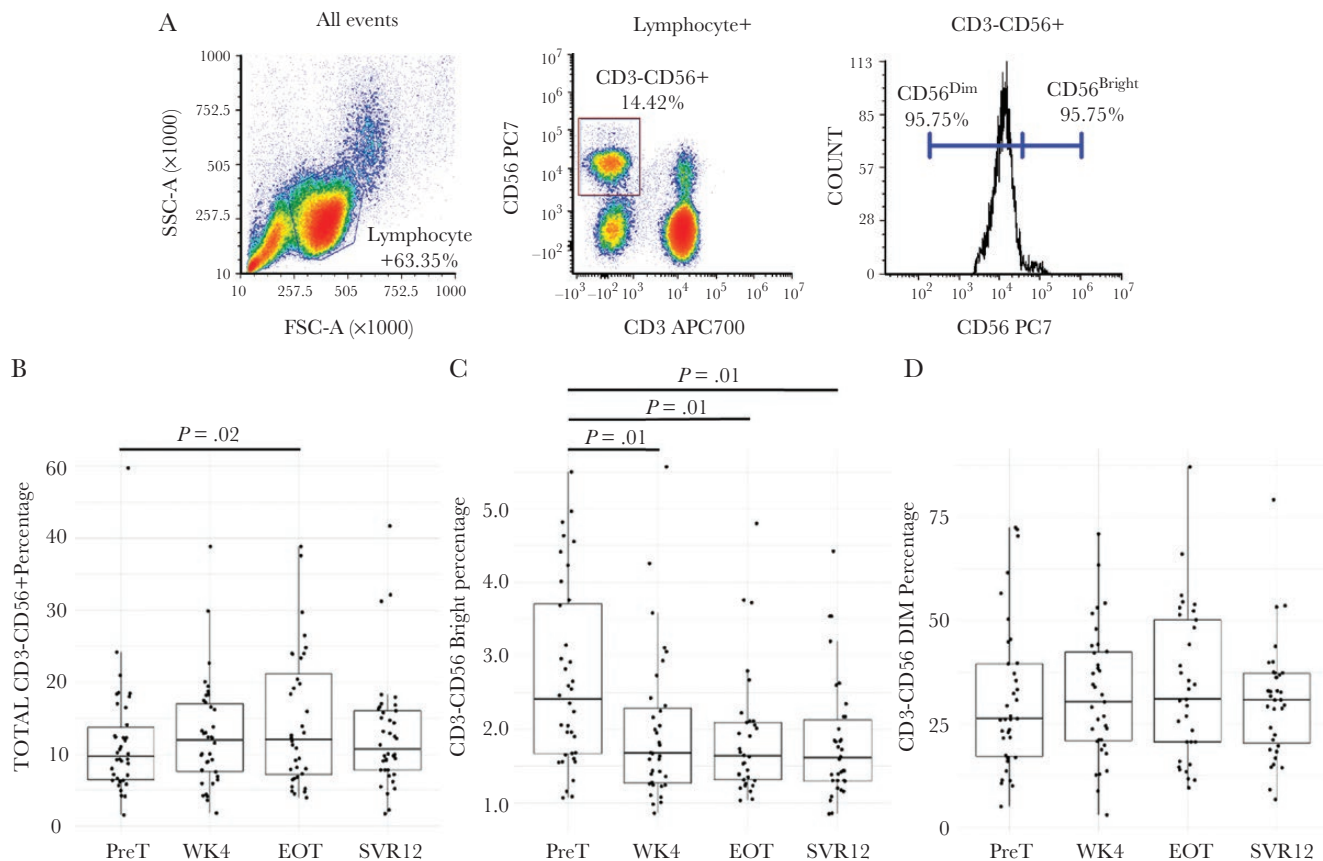 A
All events
SSC-A (×1000)
1000
752.5
505
257.5
10
Lymphocyte
+63.35%
10 257.5 505 752.5 1000
FSC-A (×1000)
Lymphocyte+
CD56 PC7
10⁷
10⁶
10⁵
10⁴
10³
−10²
CD3-CD56+
14.42%
−10³ −10² 10³ 10⁴ 10⁵ 10⁶ 10⁷
CD3 APC700
CD3-CD56+
COUNT
113
85
57
28
0
CD56Dim
95.75%
CD56Bright
95.75%
10² 10³ 10⁴ 10⁵ 10⁶ 10⁷
CD56 PC7
B
P = .02
TOTAL CD3-CD56+Percentage
60
40
30
20
10
0
PreT WK4 EOT SVR12
C
P = .01
P = .01
P = .01
CD3-CD56 Bright percentage
5.0
4.0
3.0
2.0
1.0
PreT WK4 EOT SVR12
D
CD3-CD56 DIM Percentage
75
50
25
0
PreT WK4 EOT SVR12